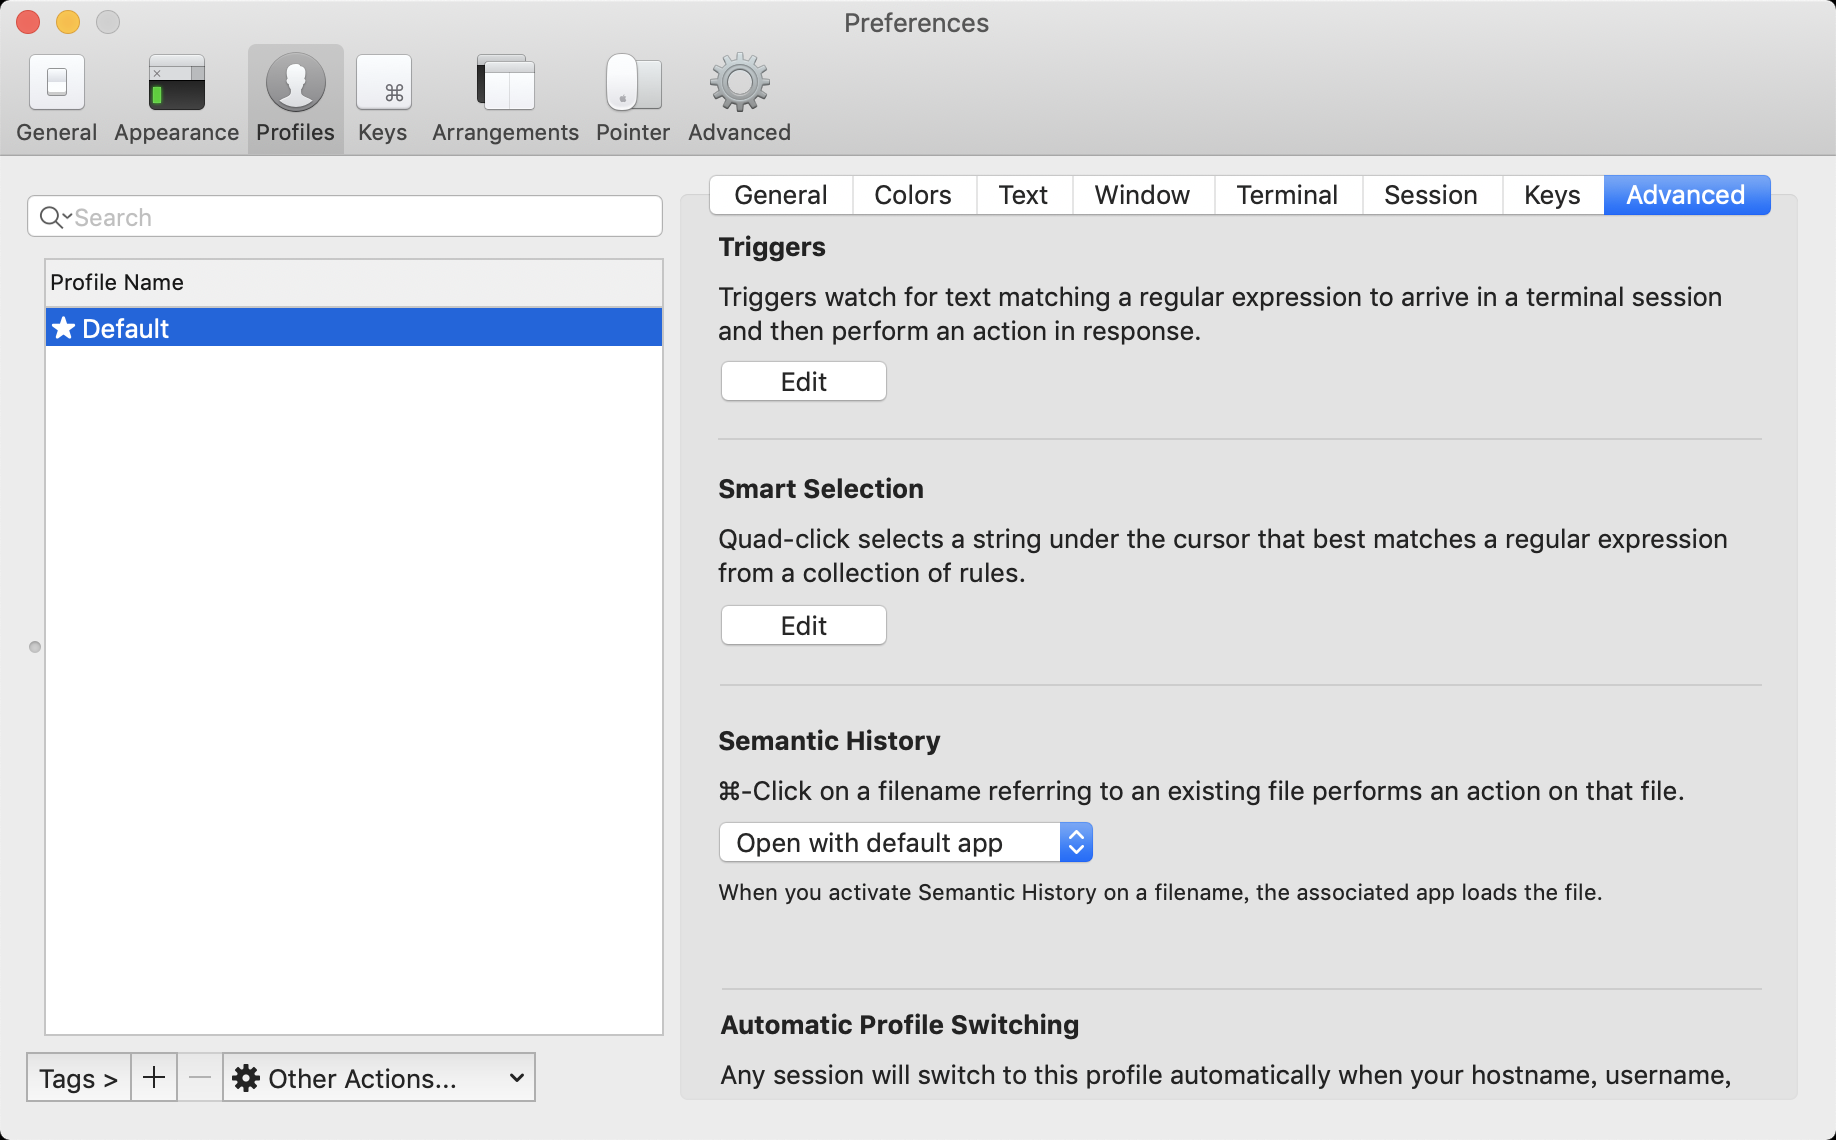 Preferences
General
Appearance
Profiles
⌘
Keys
Arrangements
Pointer
Advanced
Search
Profile Name
★ Default
Tags >
+
−
Other Actions...
General
Colors
Text
Window
Terminal
Session
Keys
Advanced
Triggers
Triggers watch for text matching a regular expression to arrive in a terminal session
and then perform an action in response.
Edit
Smart Selection
Quad-click selects a string under the cursor that best matches a regular expression
from a collection of rules.
Edit
Semantic History
⌘-Click on a filename referring to an existing file performs an action on that file.
Open with default app
When you activate Semantic History on a filename, the associated app loads the file.
Automatic Profile Switching
Any session will switch to this profile automatically when your hostname, username,